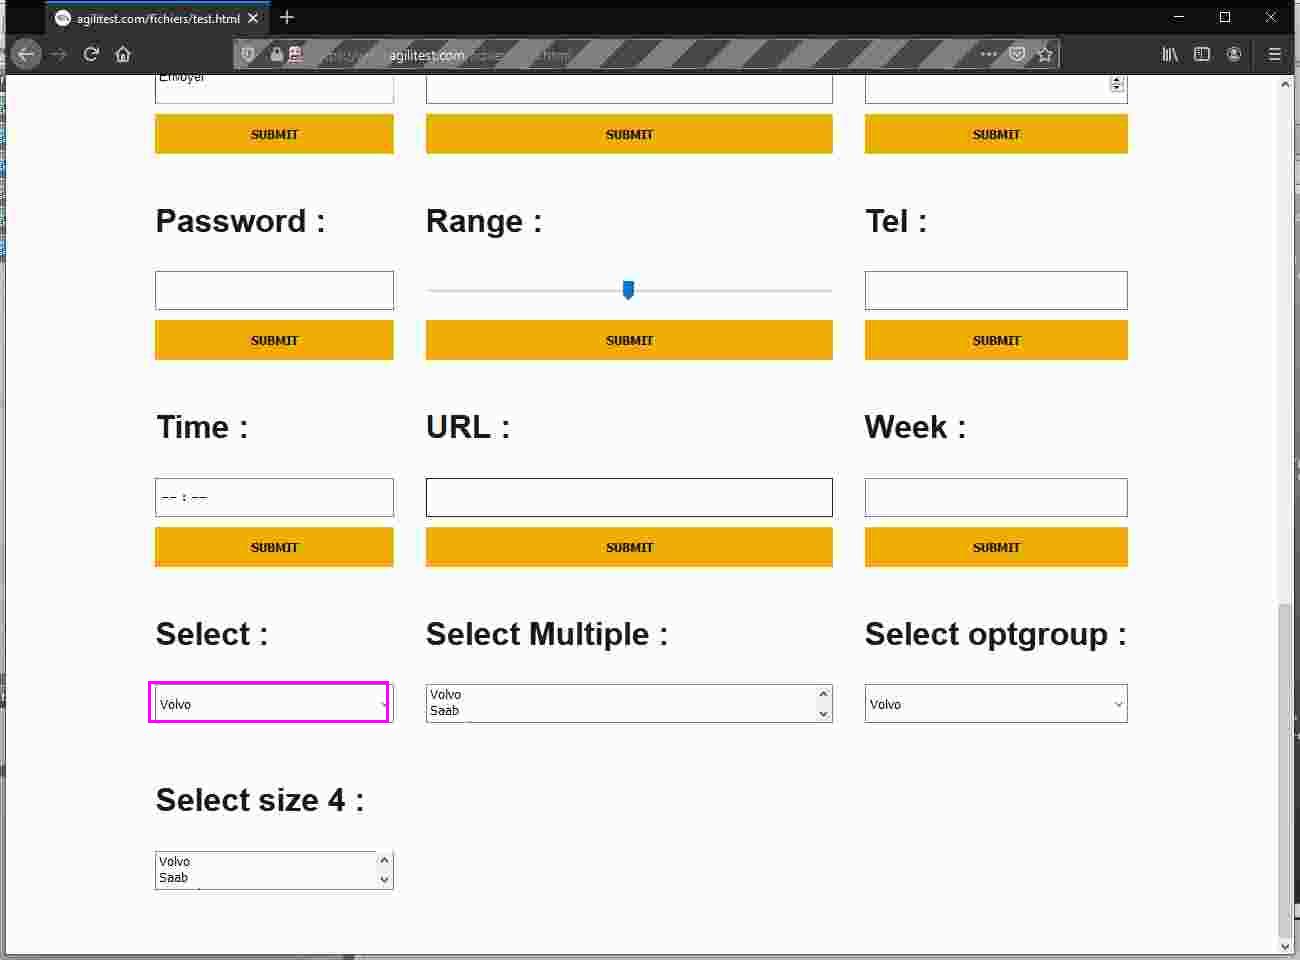 agilitest.com/fichiers/test.html
agilitest.com
Envoyer
SUBMIT SUBMIT SUBMIT
Password : Range : Tel :
SUBMIT SUBMIT SUBMIT
Time : URL : Week :
-- : --
SUBMIT SUBMIT SUBMIT
Select : Select Multiple : Select optgroup :
Volvo Volvo Volvo
Saab
Select size 4 :
Volvo
Saab